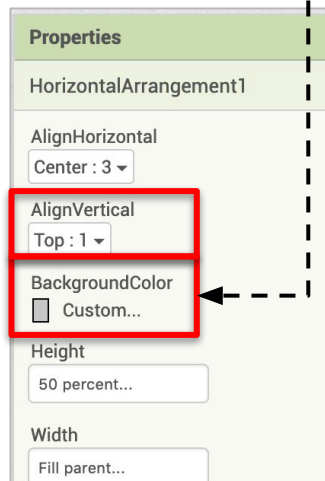 Properties
HorizontalArrangement1
AlignHorizontal
Center : 3
AlignVertical
Top : 1
BackgroundColor
Custom...
Height
50 percent...
Width
Fill parent...